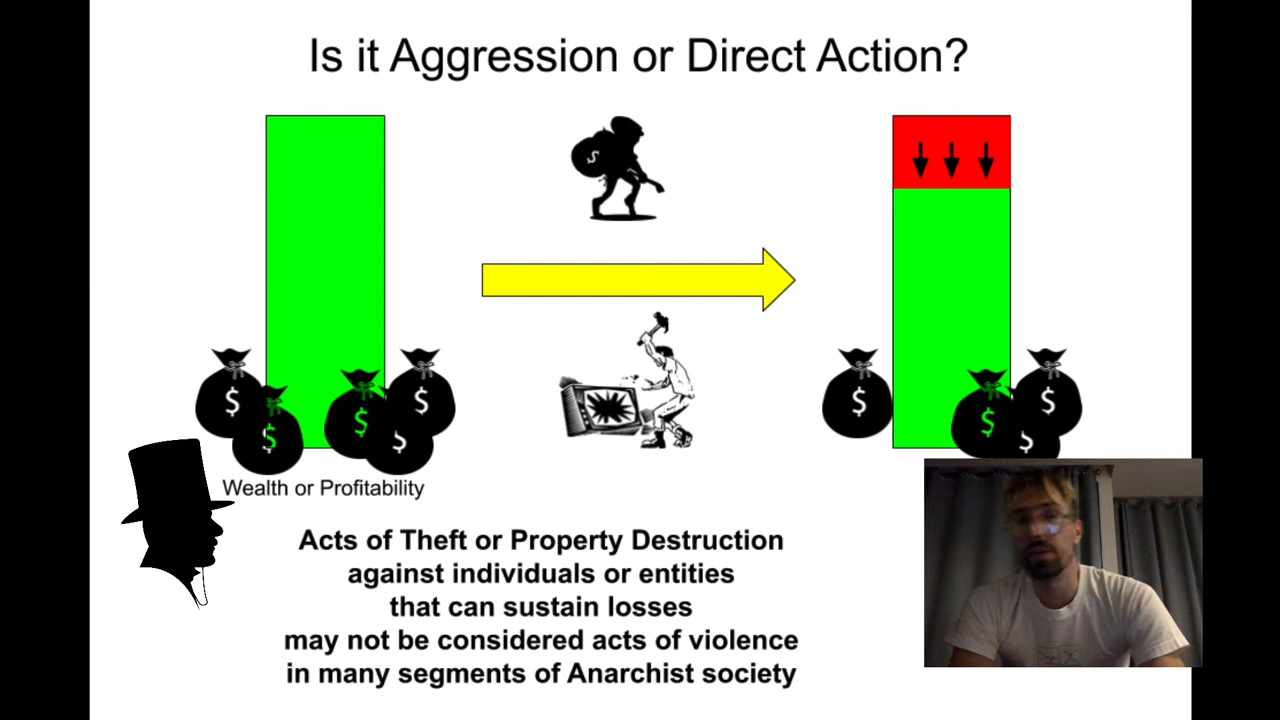 Is it Aggression or Direct Action?
$
$ $ $ $ $
$ $ $ $
Wealth or Profitability
Acts of Theft or Property Destruction
against individuals or entities
that can sustain losses
may not be considered acts of violence
in many segments of Anarchist society